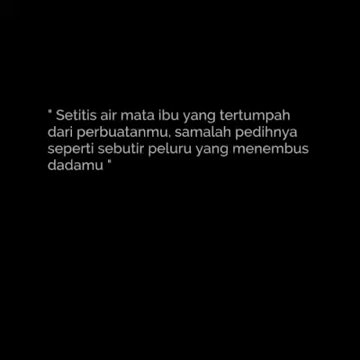 " Setitis air mata ibu yang tertumpah
dari perbuatanmu, samalah pedihnya
seperti sebutir peluru yang menembus
dadamu "